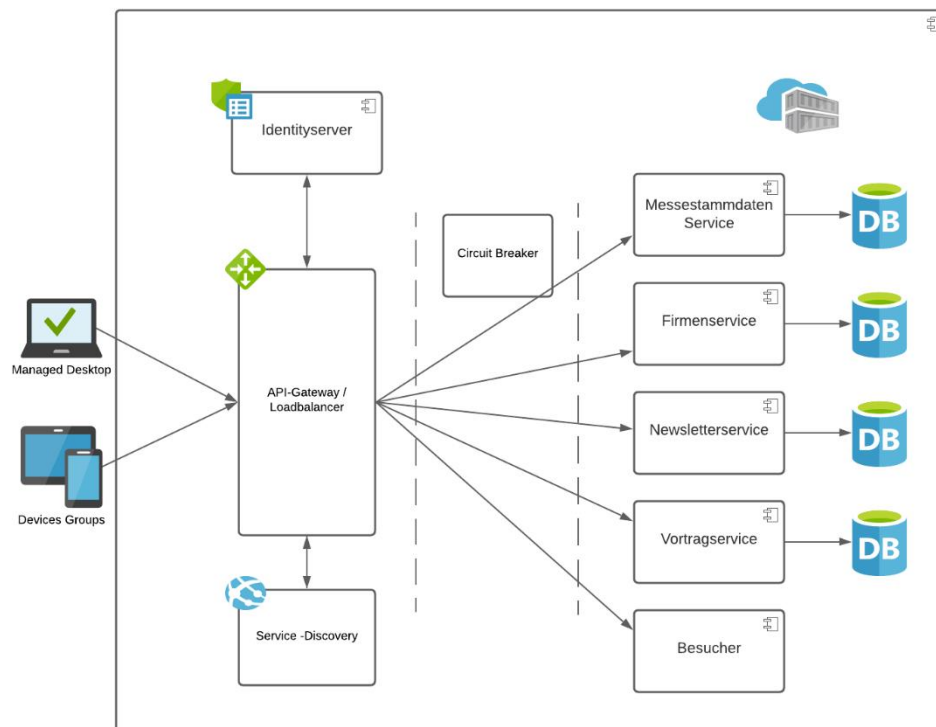 Identityserver
Messestammdaten
Service
DB
Circuit Breaker
Firmenservice
DB
Managed Desktop
API-Gateway /
Loadbalancer
Newsletterservice
DB
Devices Groups
Vortragservice
DB
Service -Discovery
Besucher